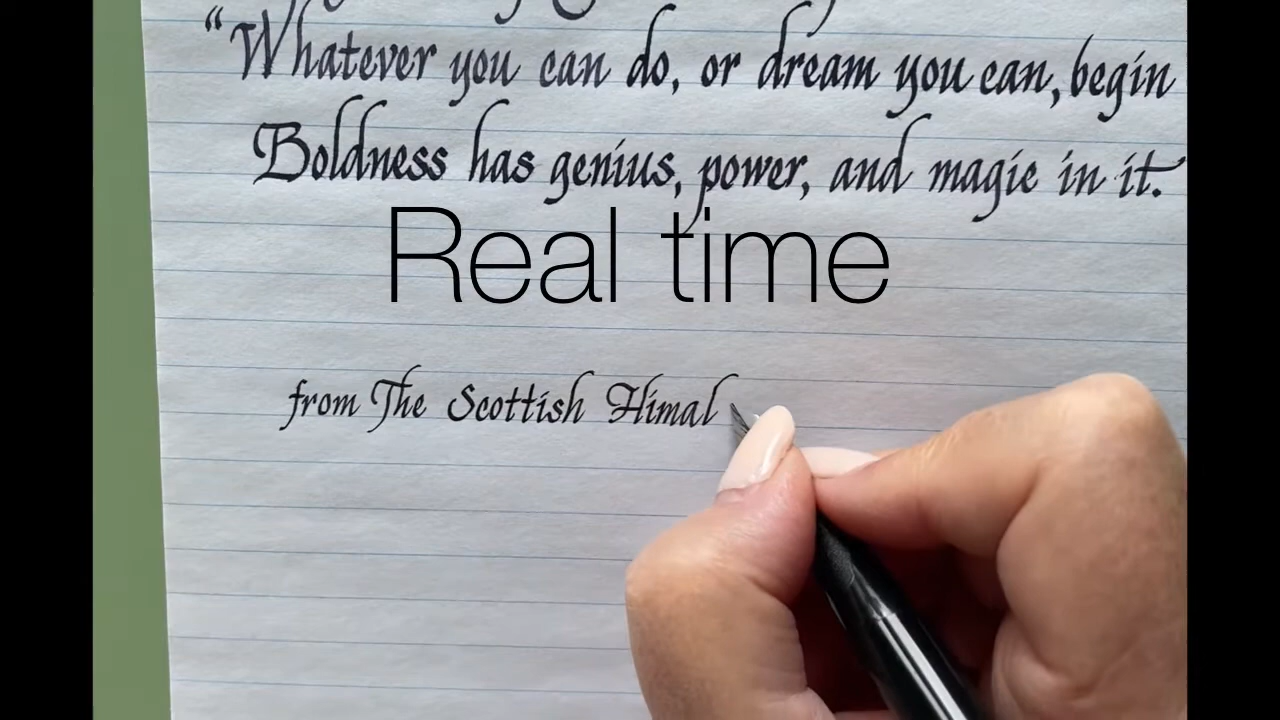 “Whatever you can do, or dream you can, begin
Boldness has genius, power, and magic in it.
Real time
from The Scottish Himal